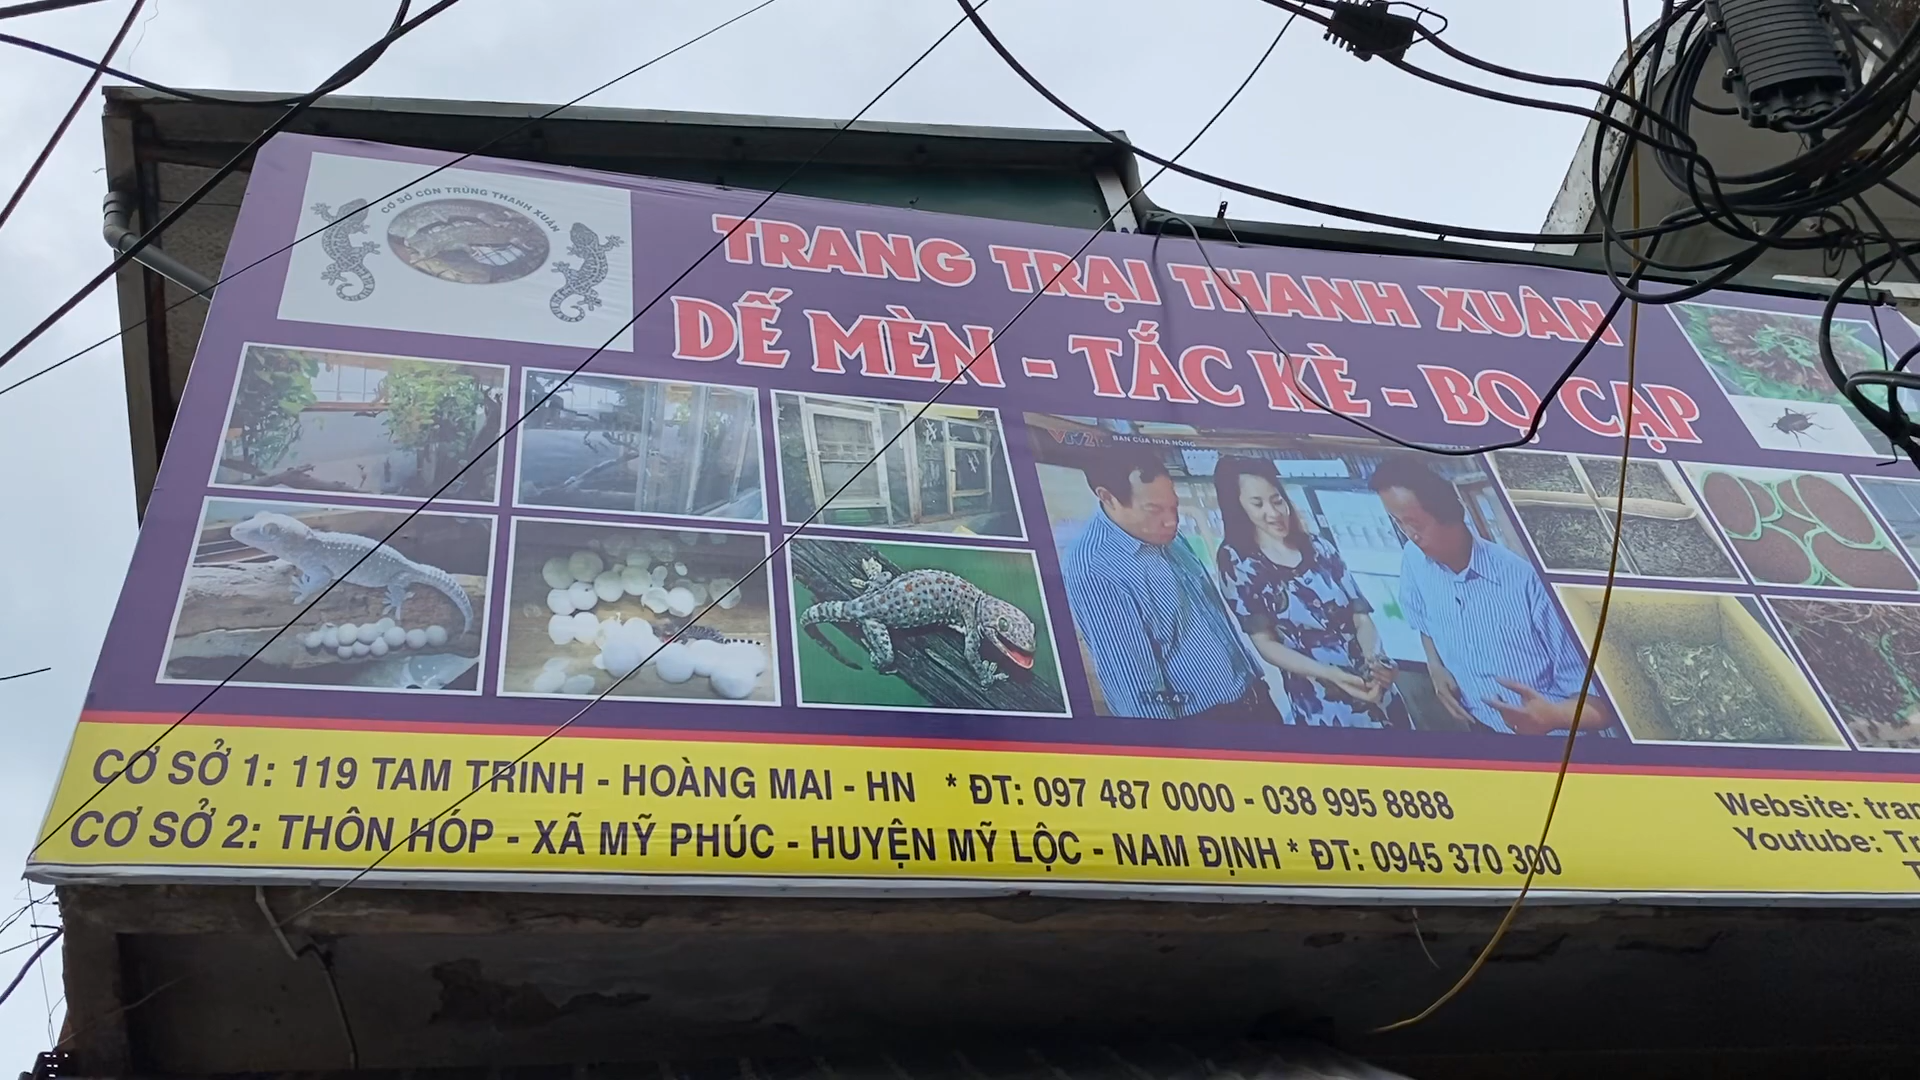 CƠ SỞ CÔN TRÙNG THANH XUÂN
TRANG TRẠI THANH XUÂN
DẾ MÈN - TẮC KÈ - BỌ CẠP
VTV2 BẠN CỦA NHÀ NÔNG
CƠ SỞ 1: 119 TAM TRINH - HOÀNG MAI - HN * ĐT: 097 487 0000 - 038 995 8888
CƠ SỞ 2: THÔN HÓP - XÃ MỸ PHÚC - HUYỆN MỸ LỘC - NAM ĐỊNH * ĐT: 0945 370 300
Website: tran
Youtube: Tr